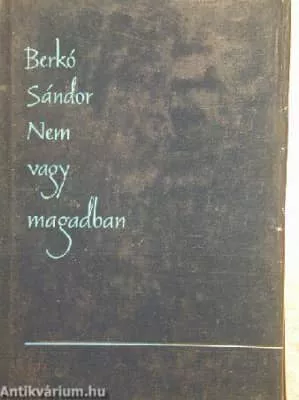 Berkó
Sándor
Nem
vagy
magadban
Antikvárium.hu